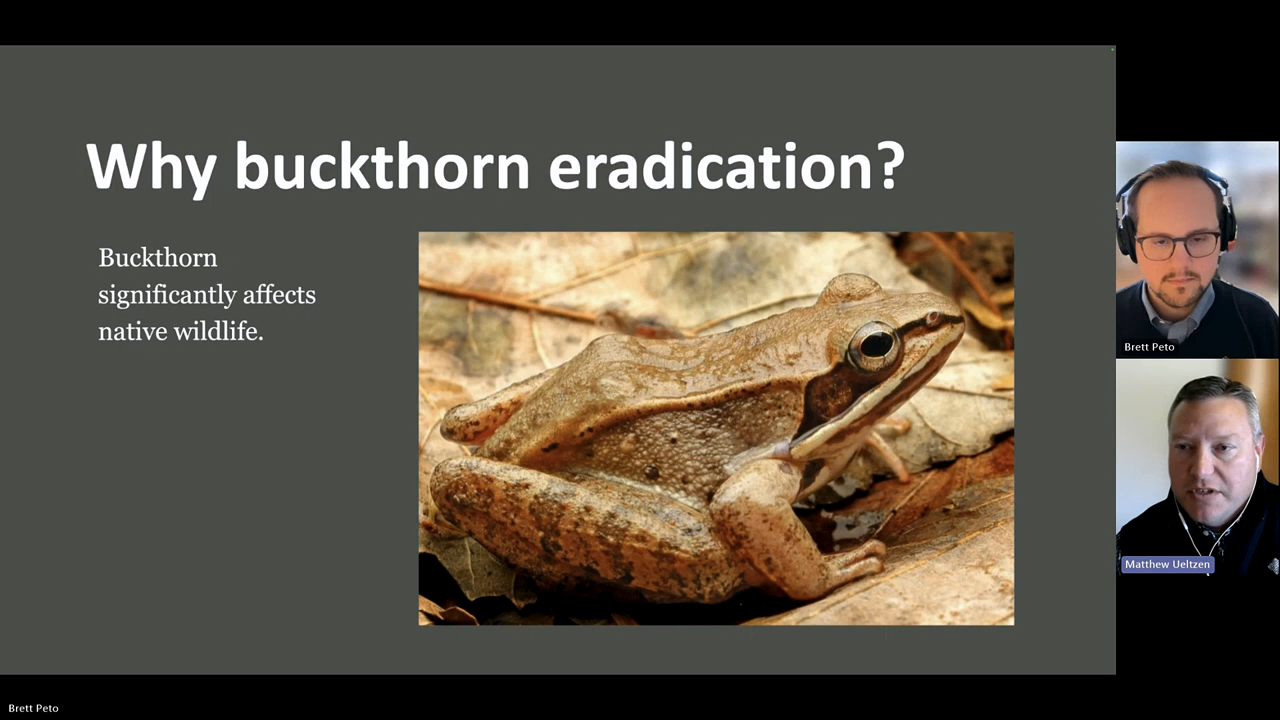 Why buckthorn eradication?
Buckthorn
significantly affects
native wildlife.
Brett Peto
Matthew Ueltzen
Brett Peto